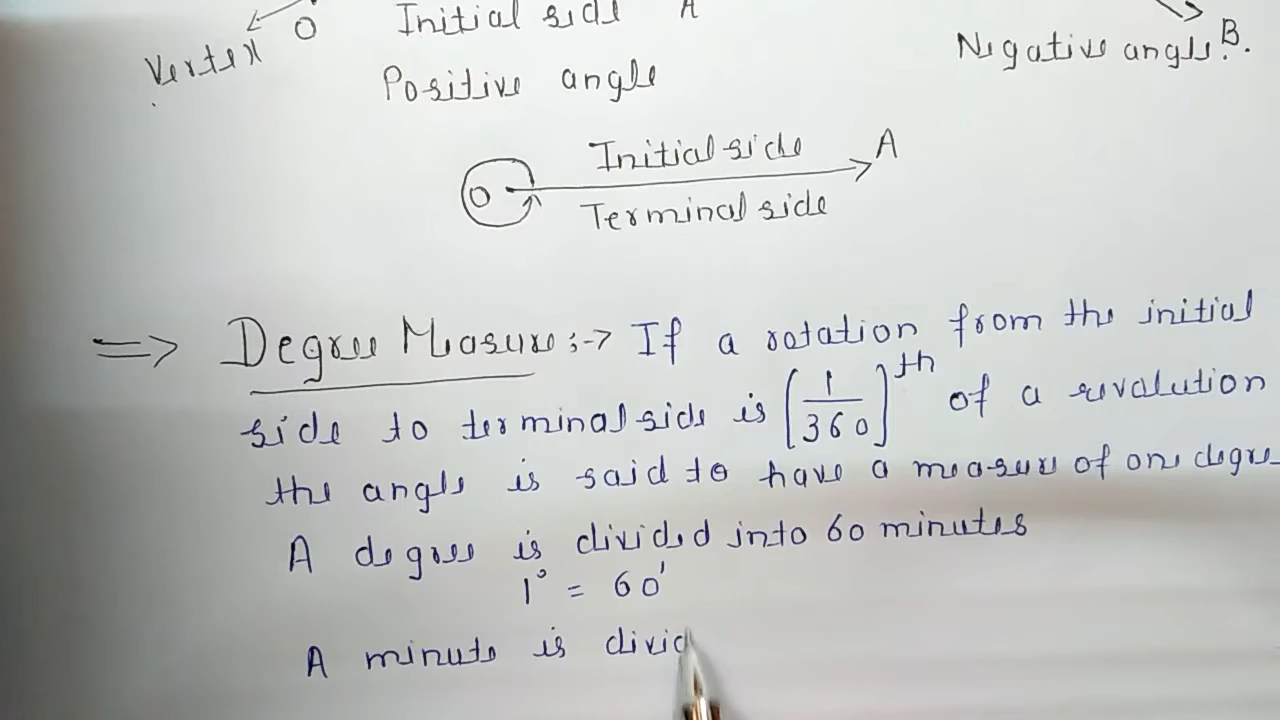 O Initial side A
Vertex
Negative angle. B.
Positive angle
Initial side A
O
Terminal side
=> Degree Measure :-> If a rotation from the initial
side to terminal side is [1/360]th of a revalution
the angle is said to have a measure of one degre
A degree is divided into 60 minutes
1° = 60'
A minute is divid